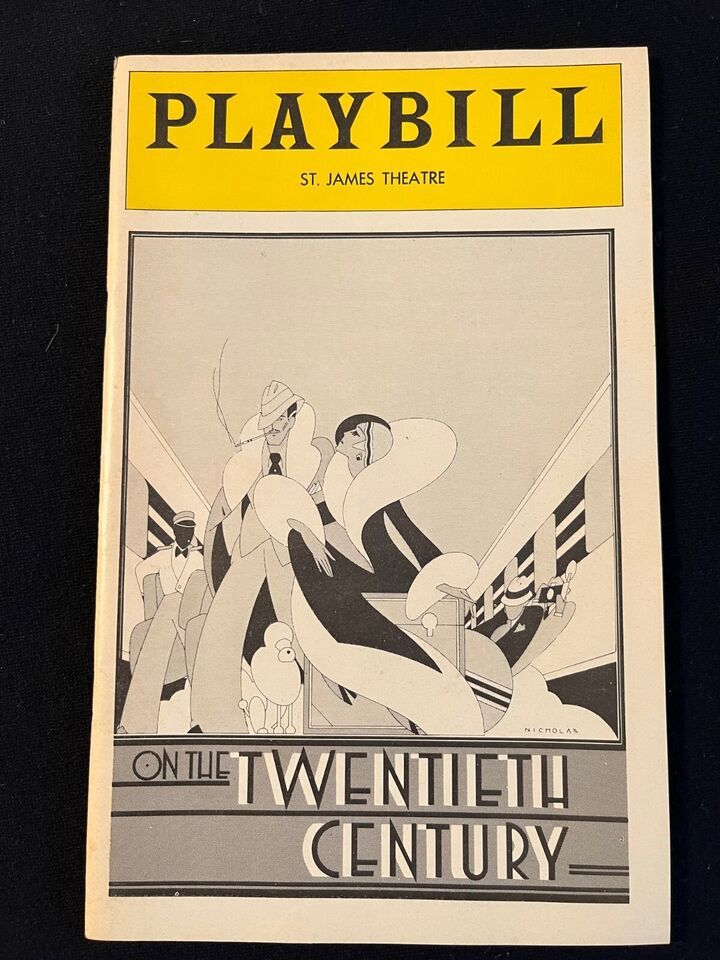 PLAYBILL
ST. JAMES THEATRE
NICHOLAS
ON THE TWENTIETH
CENTURY